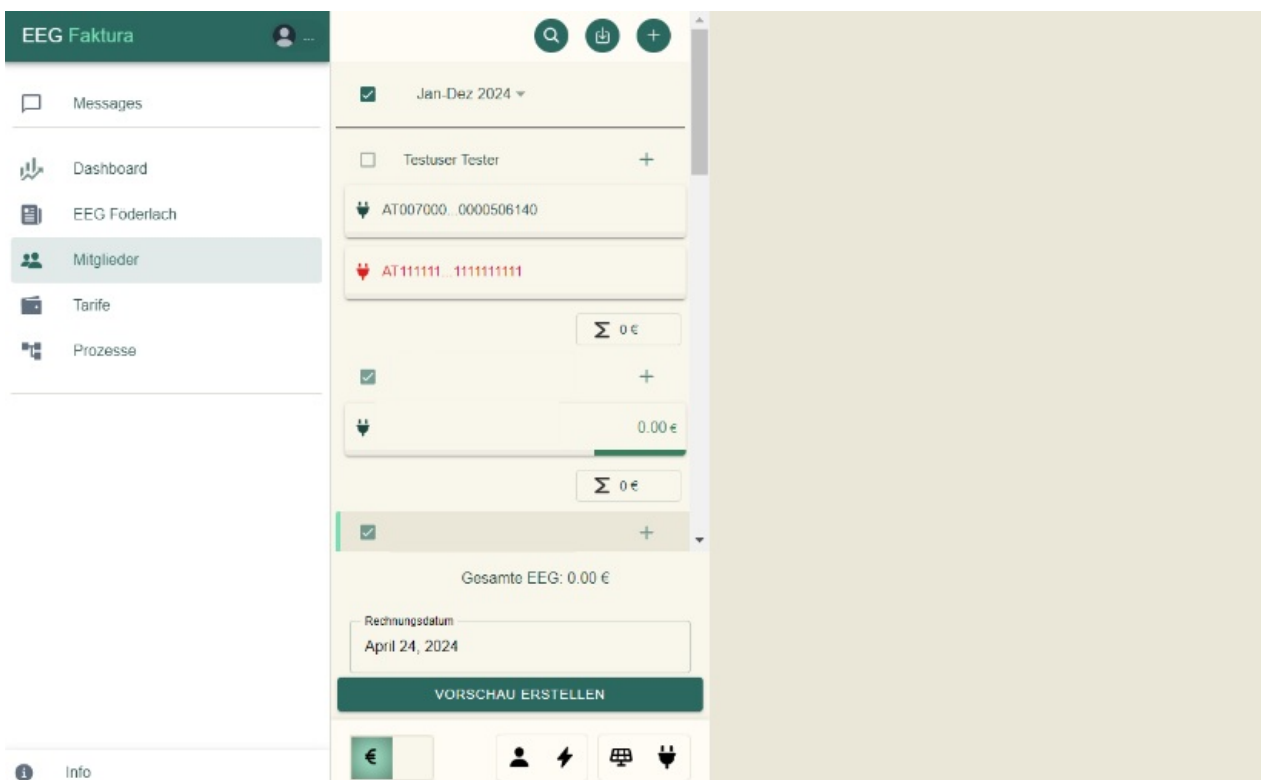 EEG Faktura
...
Messages
Dashboard
EEG Foderlach
Mitglieder
Tarife
Prozesse
Info
Jan-Dez 2024
Testuser Tester
AT007000...0000506140
AT111111...1111111111
Σ 0 €
0.00 €
Σ 0 €
Gesamte EEG: 0.00 €
Rechnungsdatum
April 24, 2024
VORSCHAU ERSTELLEN
€